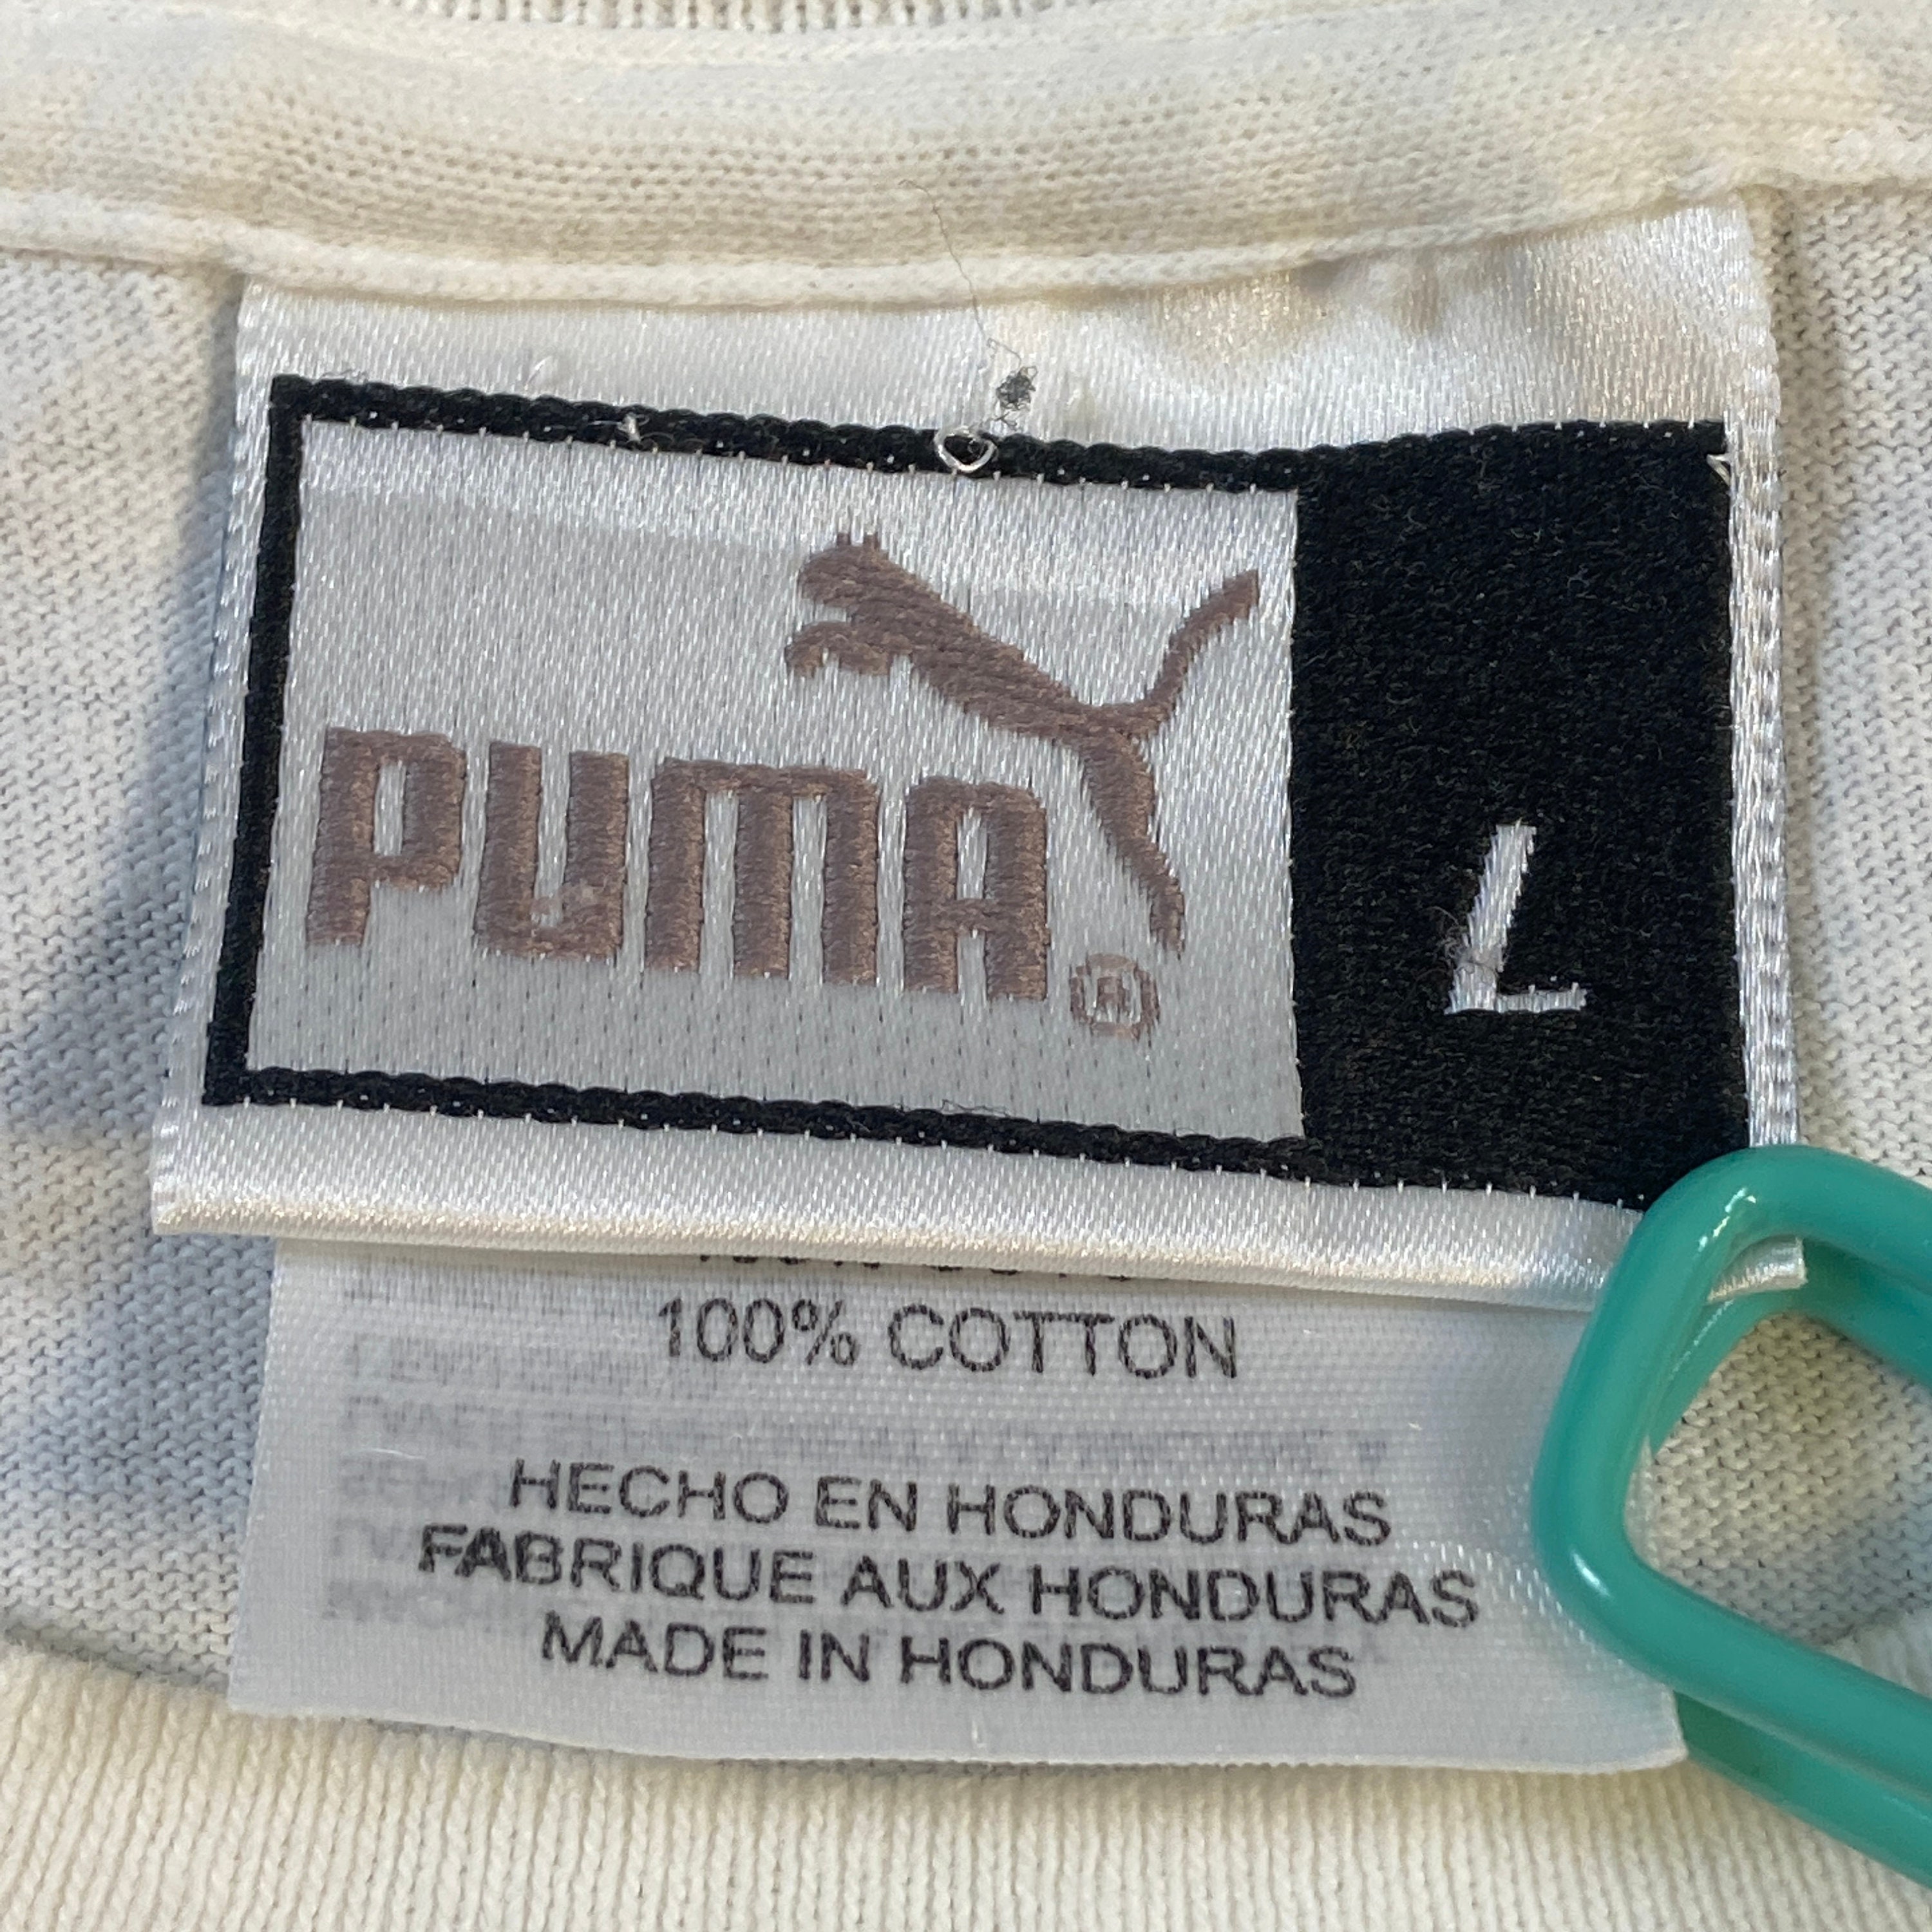 PUMA®
L
100% COTTON
HECHO EN HONDURAS
FABRIQUE AUX HONDURAS
MADE IN HONDURAS